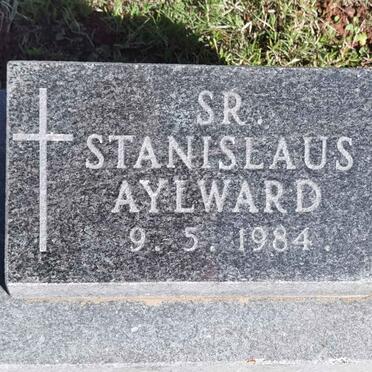 SR.
STANISLAUS
AYLWARD
9. 5. 1984.